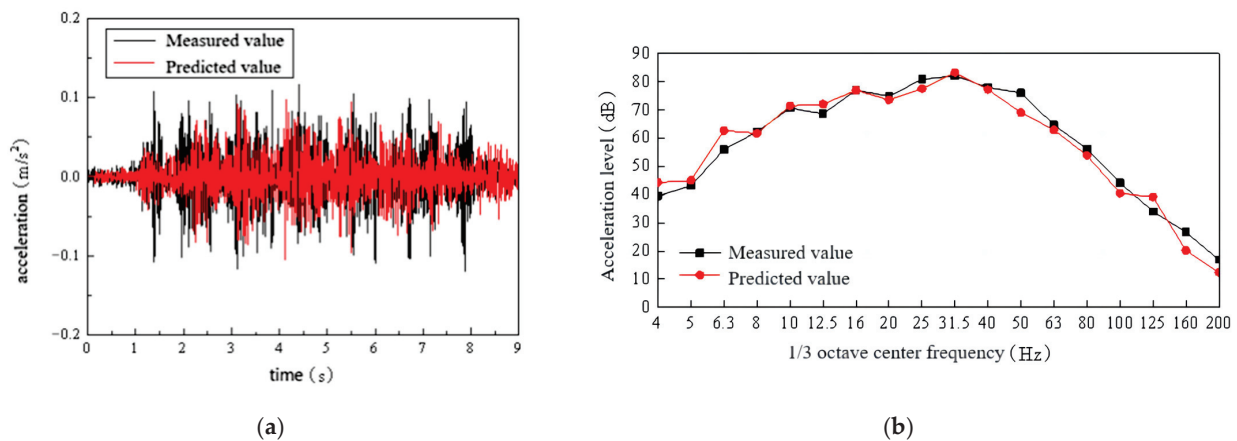 0.2
0.1
0.0
−0.1
−0.2
acceleration (m/s²)
Measured value
Predicted value
0 1 2 3 4 5 6 7 8 9
time (s)
(a)
90
80
70
60
50
40
30
20
10
0
Acceleration level (dB)
Measured value
Predicted value
4 5 6.3 8 10 12.5 16 20 25 31.5 40 50 63 80 100 125 160 200
1/3 octave center frequency (Hz)
(b)